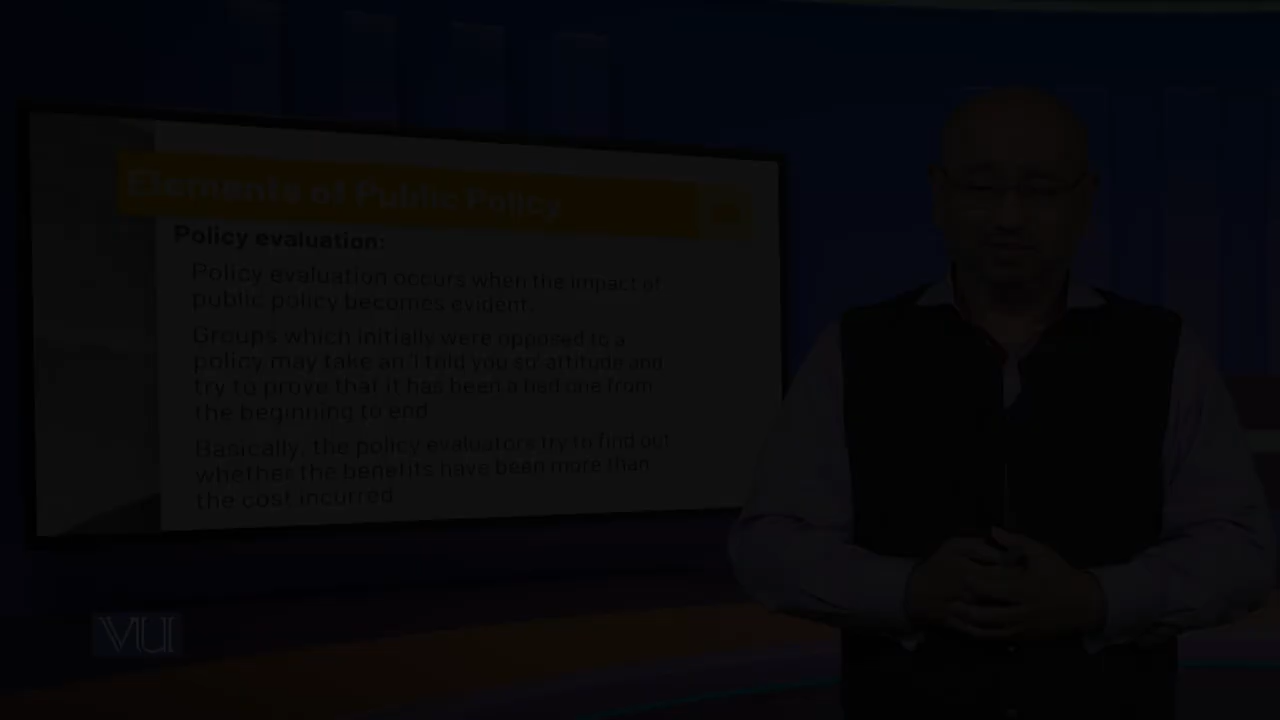 Elements of Public Policy
Policy evaluation:
Policy evaluation occurs when the impact of
public policy becomes evident.
Groups which initially were opposed to a
policy may take an 'I told you so' attitude and
try to prove that it has been a bad one from
the beginning to end
Basically, the policy evaluators try to find out
whether the benefits have been more than
the cost incurred
VU